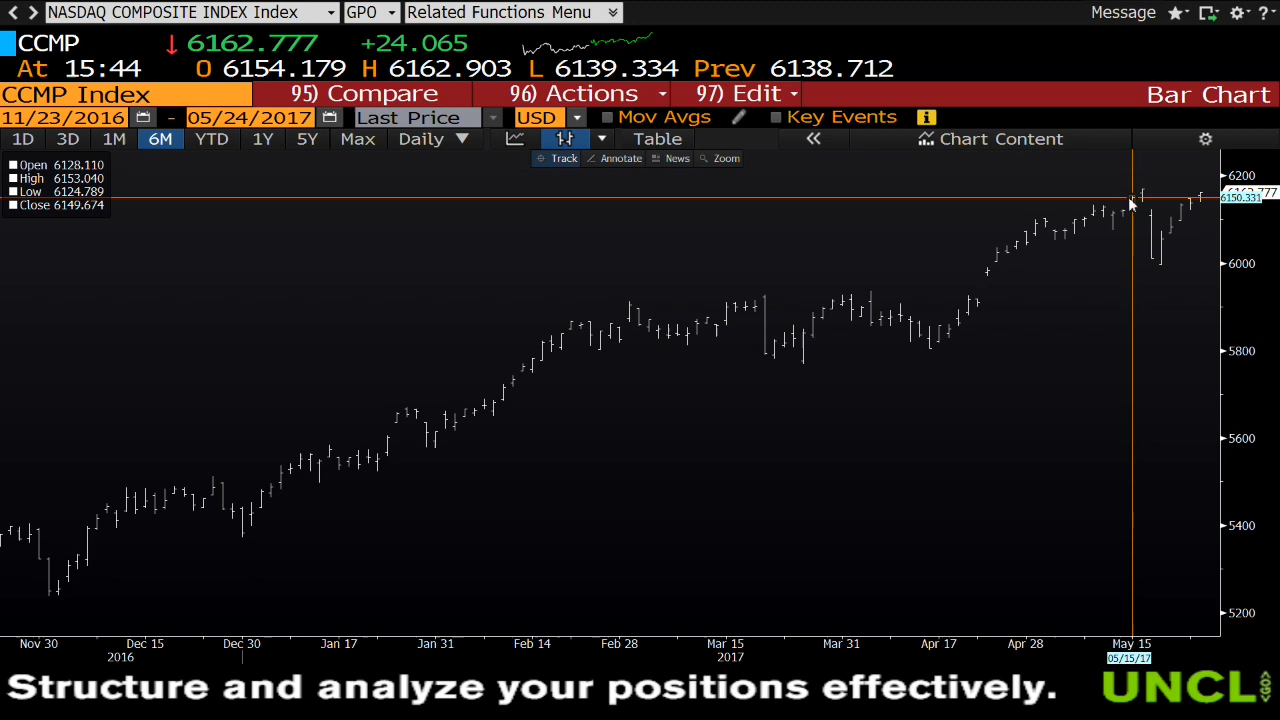 NASDAQ COMPOSITE INDEX Index GPO Related Functions Menu Message
CCMP 6162.777 +24.065
At 15:44 O 6154.179 H 6162.903 L 6139.334 Prev 6138.712
CCMP Index 95) Compare 96) Actions 97) Edit Bar Chart
11/23/2016 - 05/24/2017 Last Price USD Mov Avgs Key Events
1D 3D 1M 6M YTD 1Y 5Y Max Daily Table Chart Content
Track Annotate News Zoom
Open 6128.110
High 6153.040
Low 6124.789
Close 6149.674
6200
6150.331
6000
5800
5600
5400
5200
Nov 30 Dec 15 Dec 30 Jan 17 Jan 31 Feb 14 Feb 28 Mar 15 Mar 31 Apr 17 Apr 28 May 15
2016 2017 05/15/17
Structure and analyze your positions effectively. UNCL